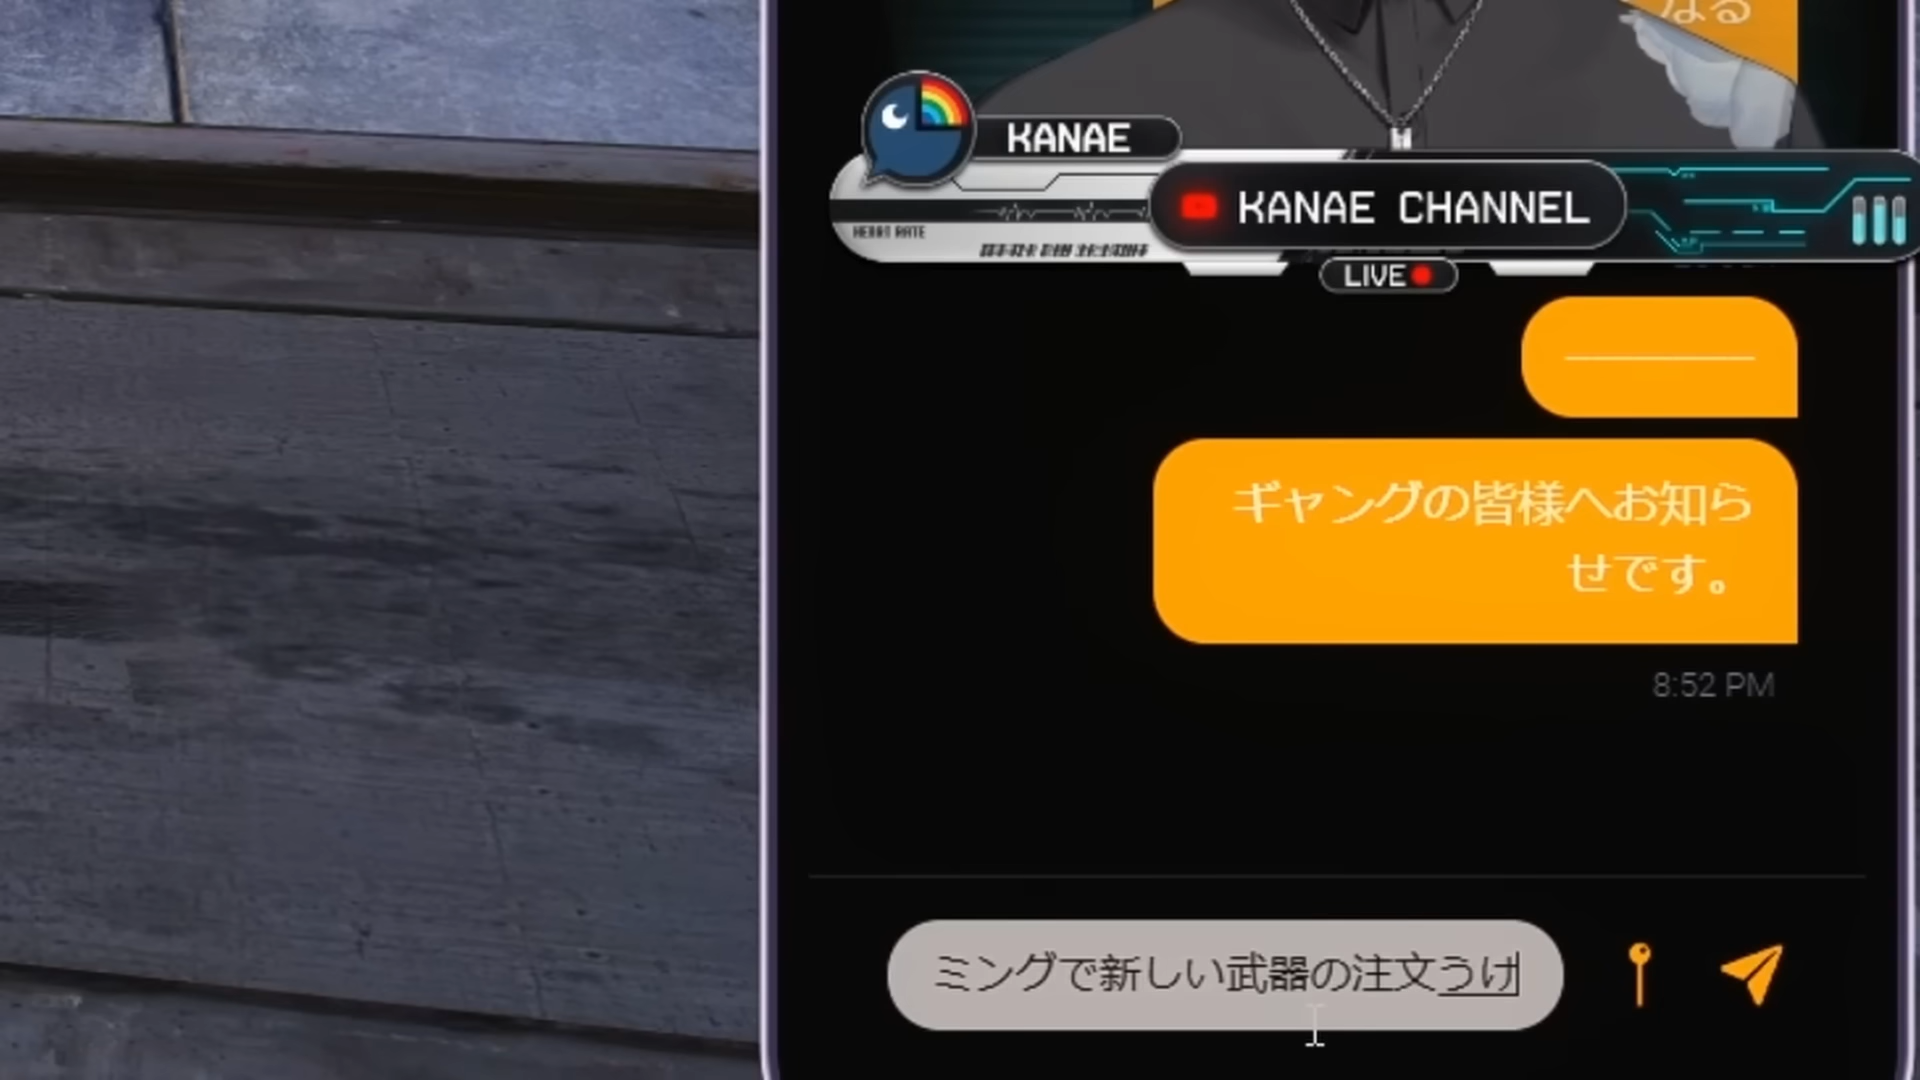 なる
KANAE
KANAE CHANNEL
HEART RATE
LIVE
ギャングの皆様へお知ら
せです。
8:52 PM
ミングで新しい武器の注文うけ